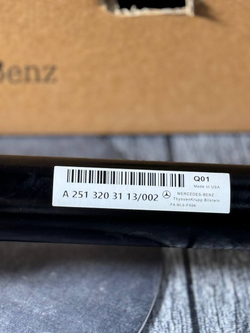 Benz
Q01
Made in USA
A 251 320 31 13/002
MERCEDES-BENZ
ThyssenKrupp Bilstein